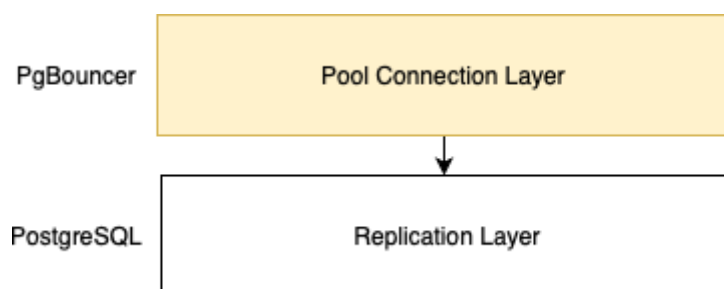 PgBouncer
Pool Connection Layer
PostgreSQL
Replication Layer